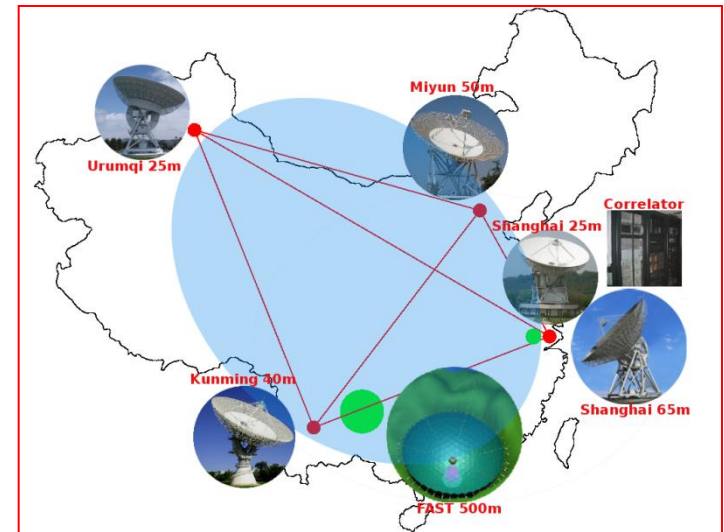 Miyun 50m
Urumqi 25m
Correlator
Shanghai 25m
Kunming 40m
Shanghai 65m
FAST 500m